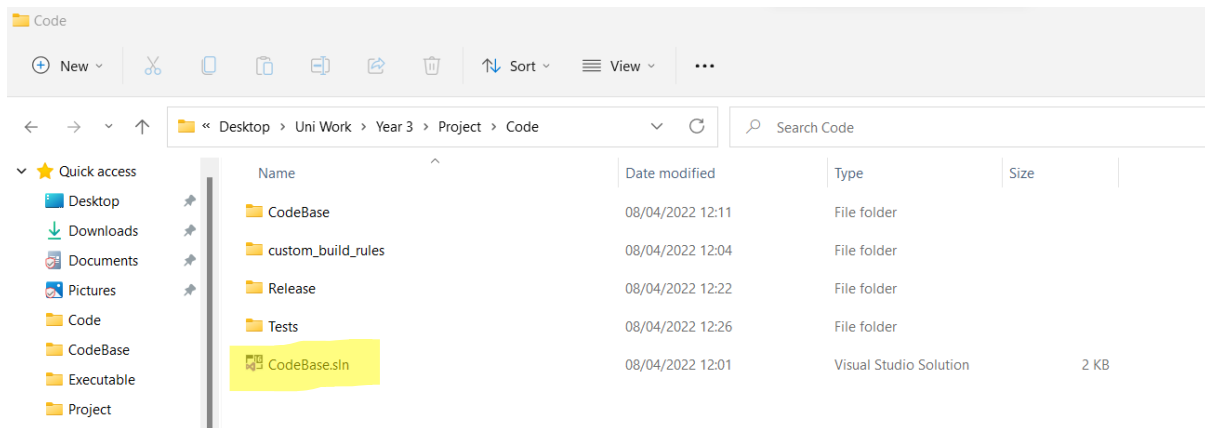 Code
New Sort View
« Desktop > Uni Work > Year 3 > Project > Code Search Code
Quick access Name Date modified Type Size
Desktop CodeBase 08/04/2022 12:11 File folder
Downloads custom_build_rules 08/04/2022 12:04 File folder
Documents
Pictures Release 08/04/2022 12:22 File folder
Code Tests 08/04/2022 12:26 File folder
CodeBase CodeBase.sln 08/04/2022 12:01 Visual Studio Solution 2 KB
Executable
Project